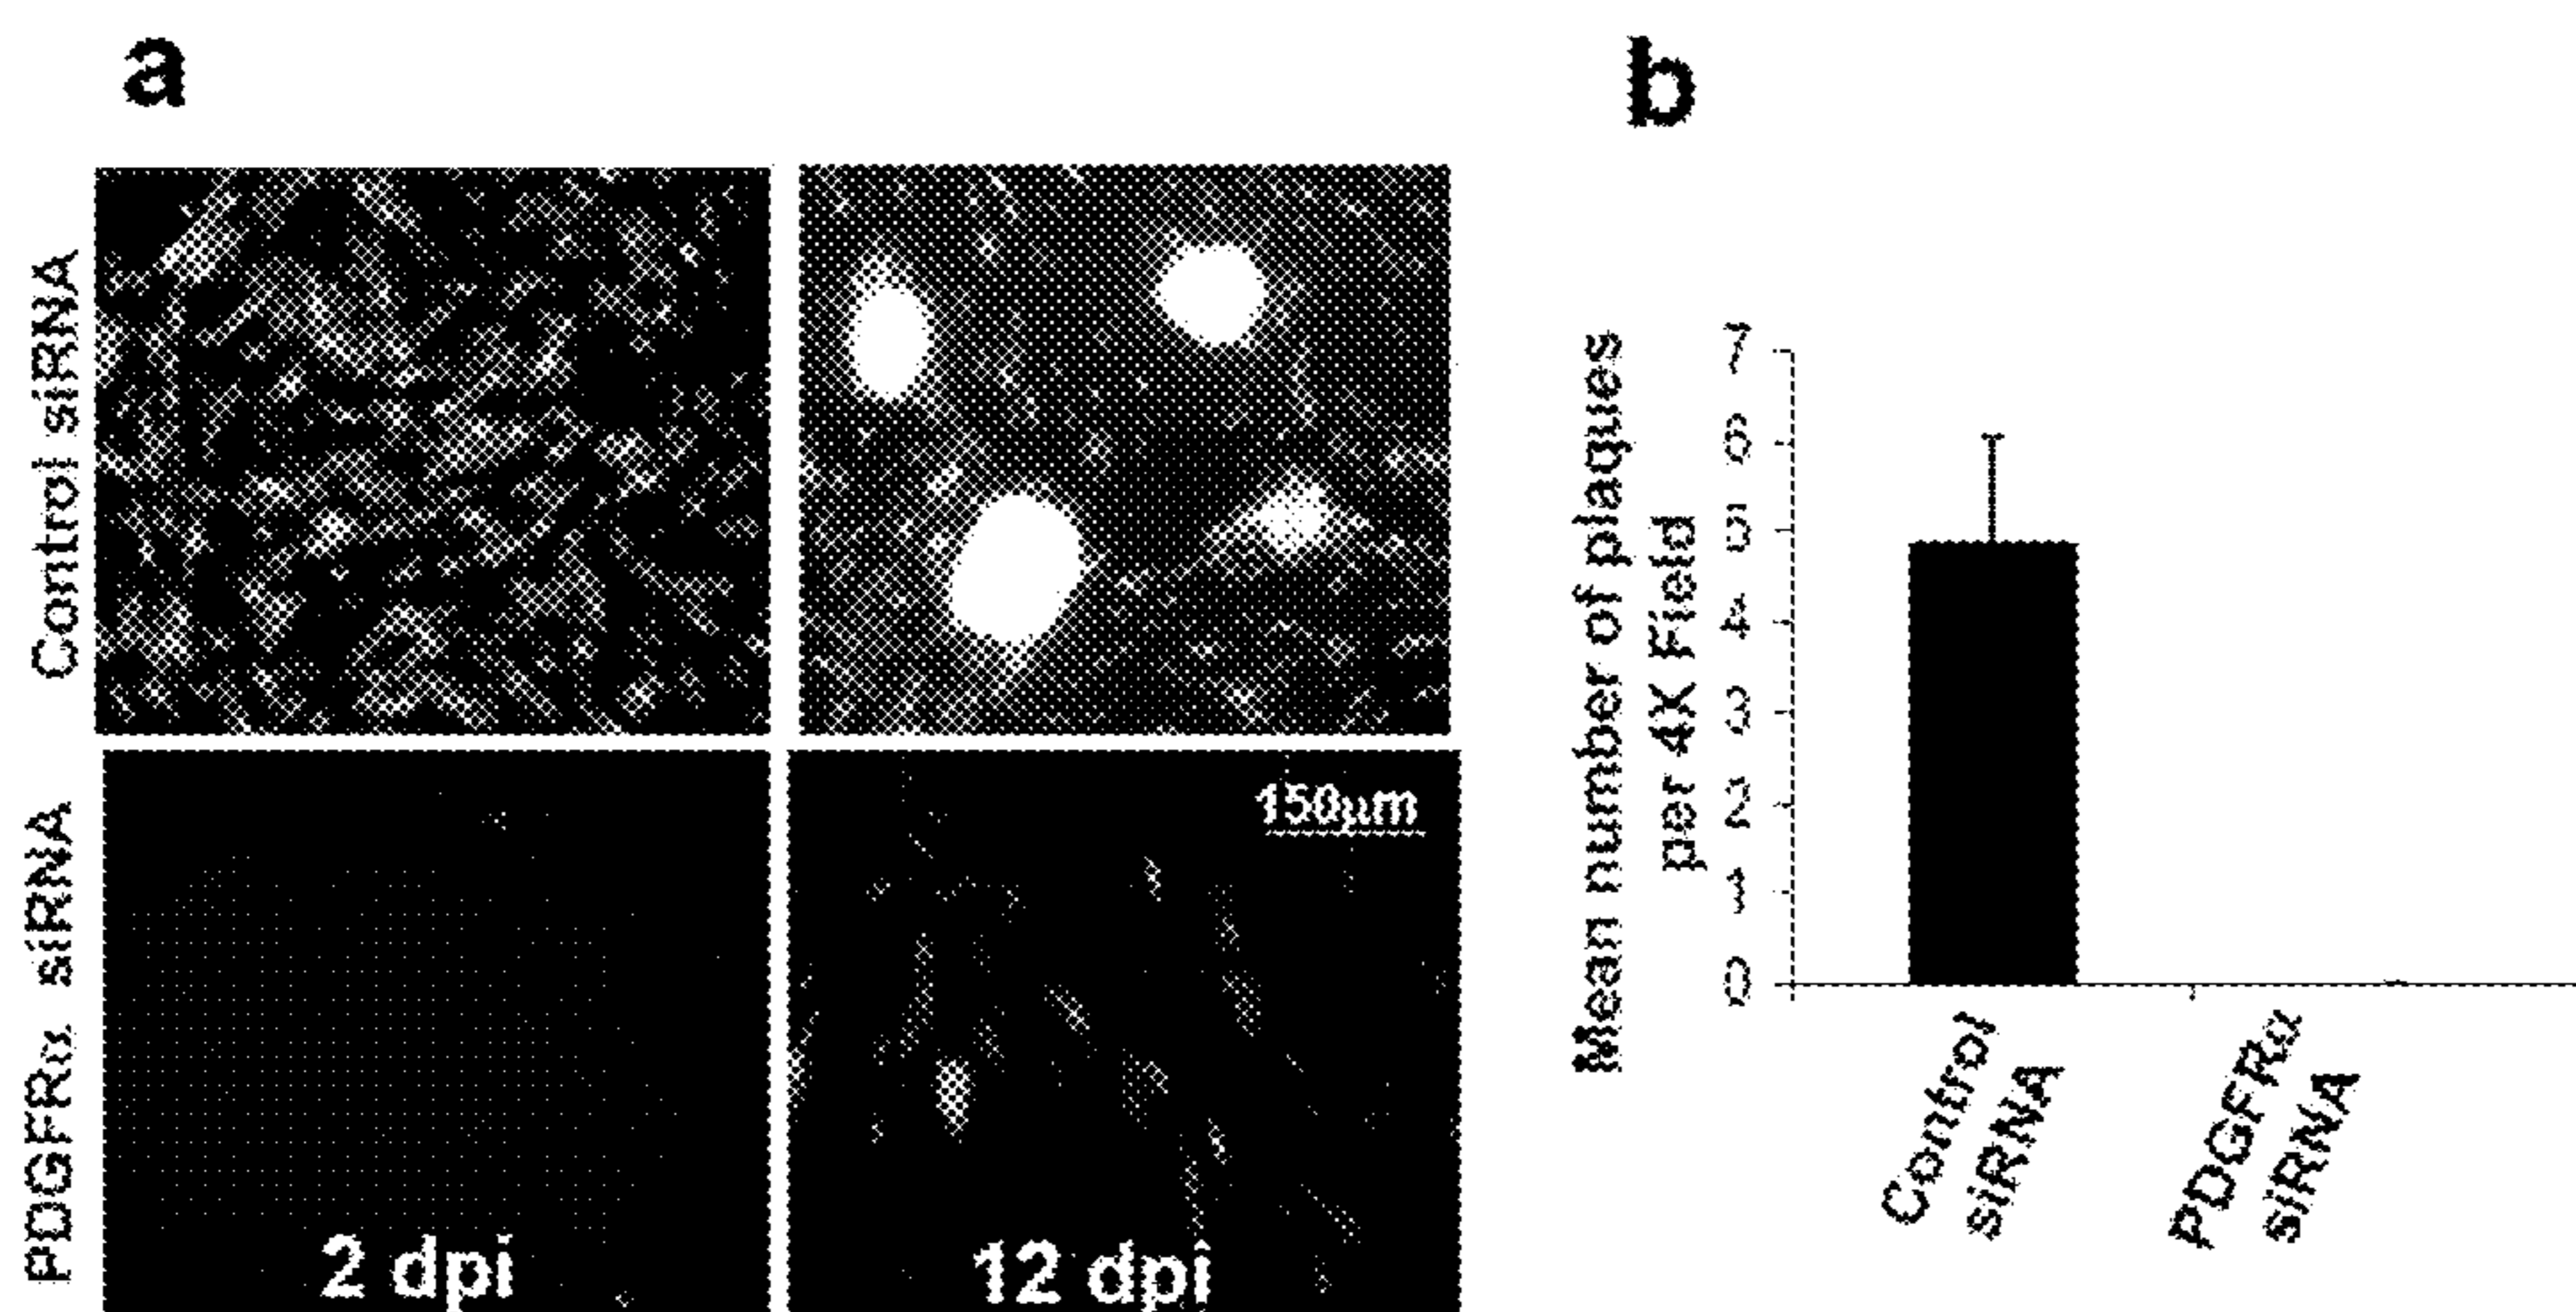 a
Control siRNA
PDGFRα siRNA
150µm
2 dpi
12 dpi
b
Mean number of plaques
per 4X Field
7
6
5
4
3
2
1
0
Control
siRNA
PDGFRα
siRNA